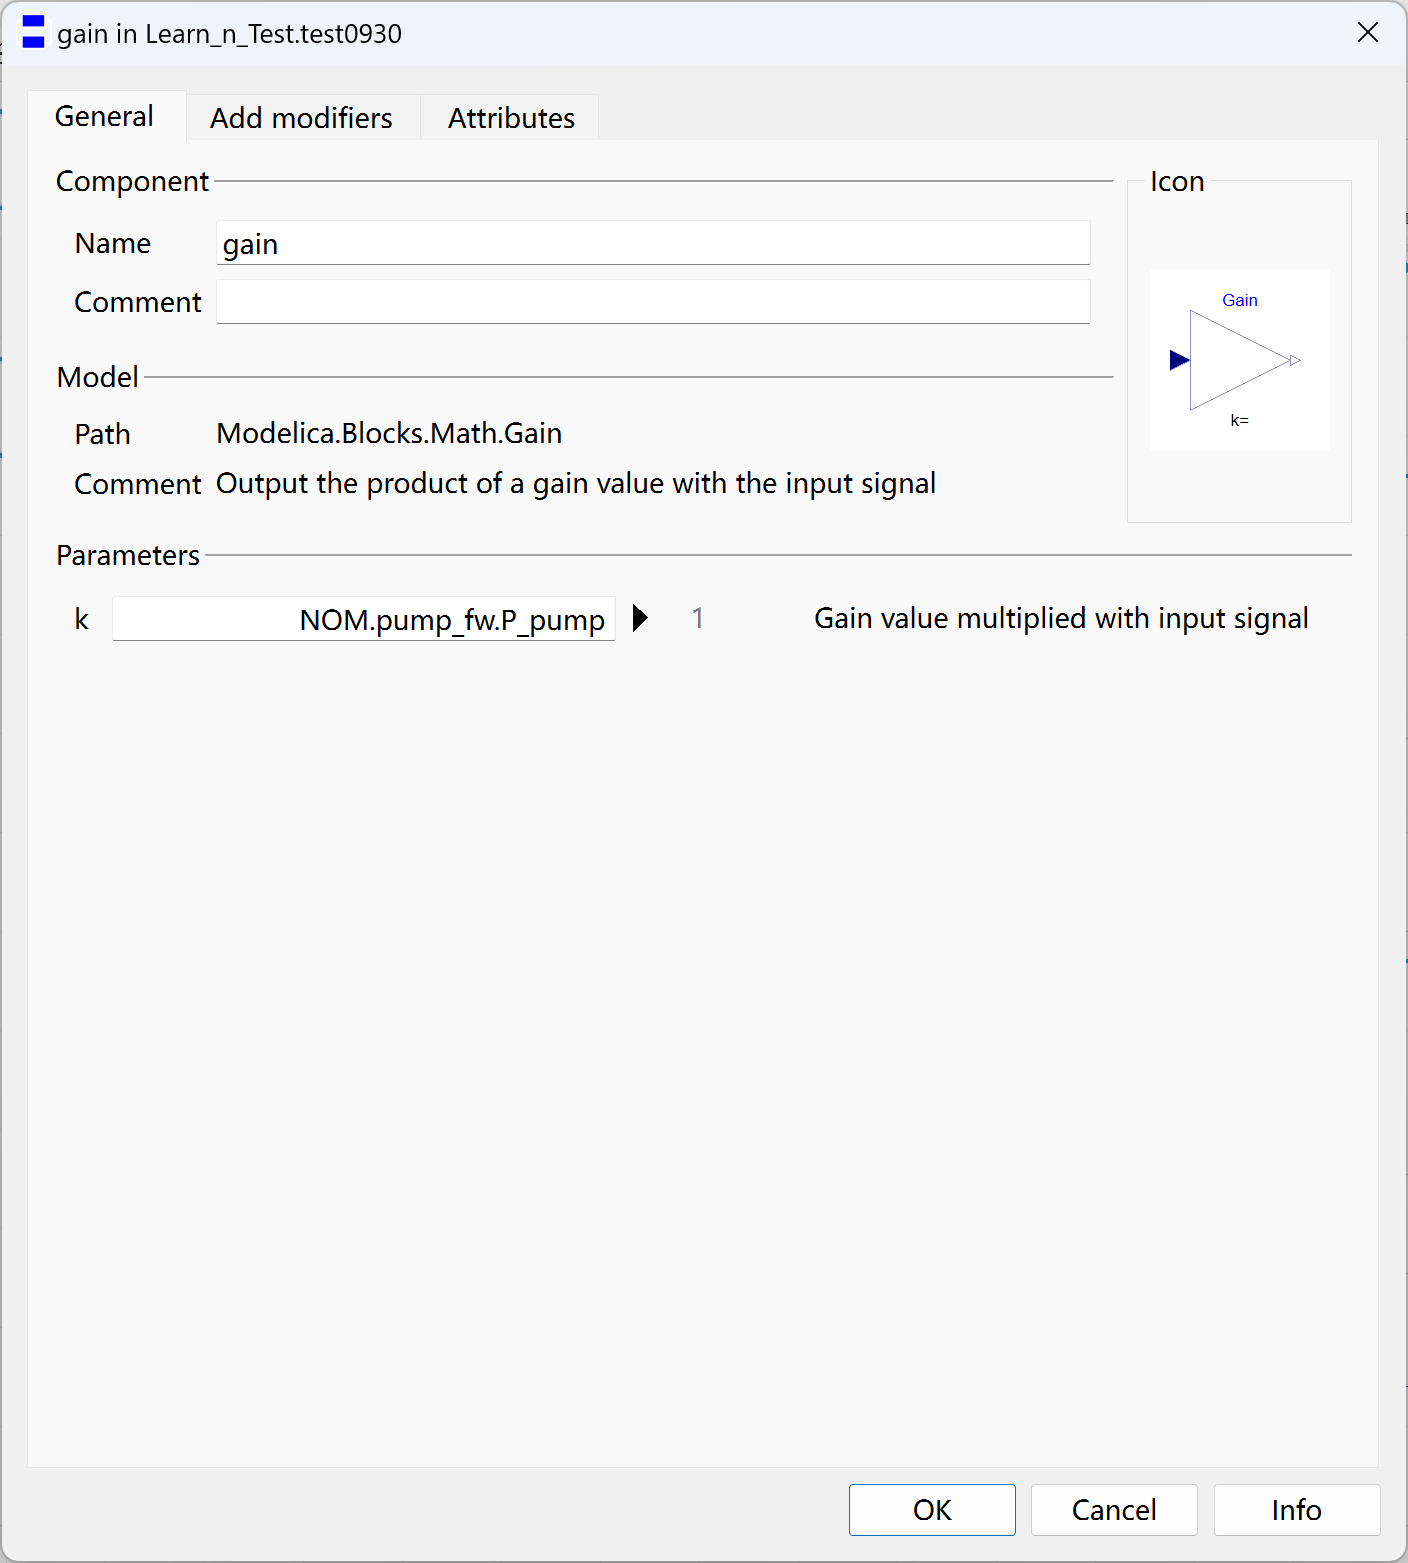 gain in Learn_n_Test.test0930
General Add modifiers Attributes
Component
Icon
Name gain
Comment
Gain
k=
Model
Path Modelica.Blocks.Math.Gain
Comment Output the product of a gain value with the input signal
Parameters
k NOM.pump_fw.P_pump 1 Gain value multiplied with input signal
OK Cancel Info